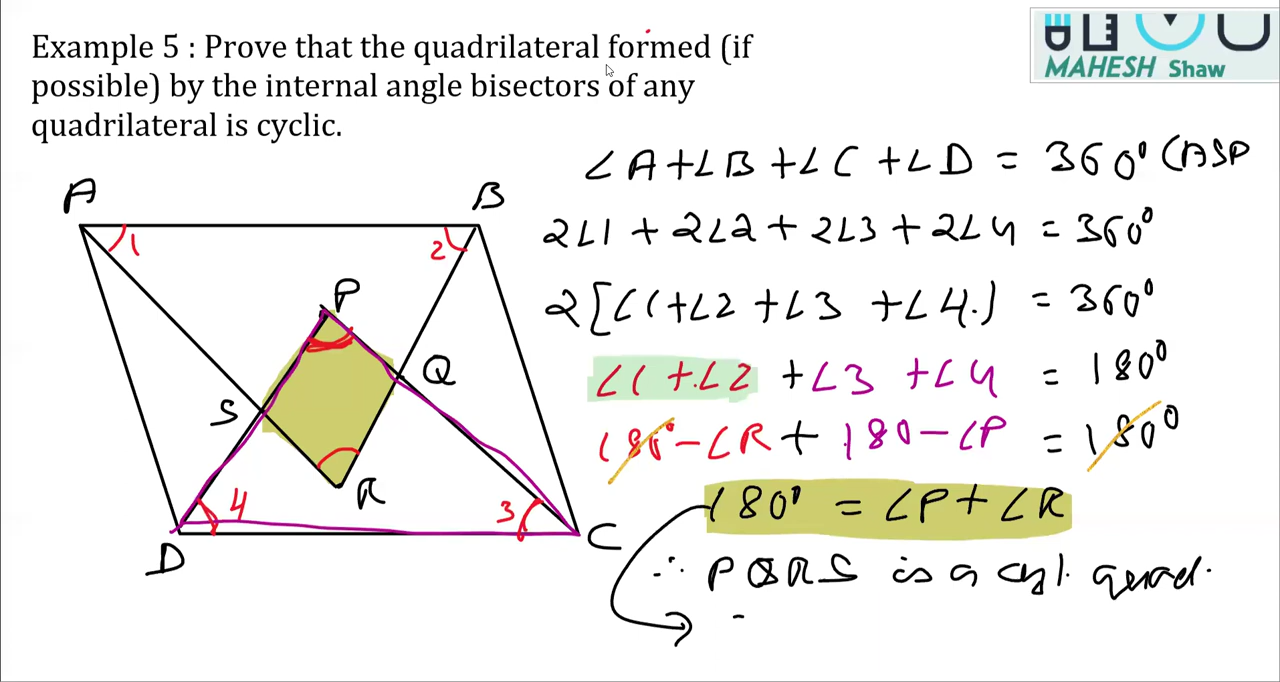 Example 5 : Prove that the quadrilateral formed (if
possible) by the internal angle bisectors of any
quadrilateral is cyclic.
MAHESH Shaw
∠A+∠B+∠C+∠D = 360° (ASP
2∠1 + 2∠2 + 2∠3 + 2∠4 = 360°
2[∠1+∠2+∠3 +∠4.] = 360°
∠1+∠2 +∠3 +∠4 = 180°
180°-∠R + 180-∠P = 180°
180° = ∠P+∠R
∴ PQRS is a cyl. quad.
A
B
1
2
P
Q
S
R
4
3
D
C